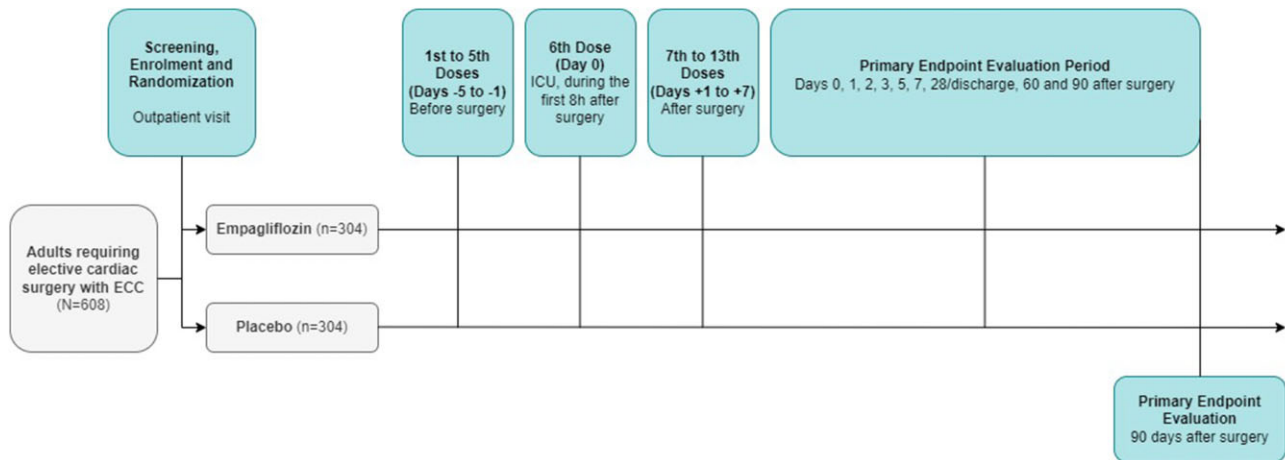 Screening,
Enrolment and
Randomization
Outpatient visit
1st to 5th
Doses
(Days -5 to -1)
Before surgery
6th Dose
(Day 0)
ICU, during the
first 8h after
surgery
7th to 13th
Doses
(Days +1 to +7)
After surgery
Primary Endpoint Evaluation Period
Days 0, 1, 2, 3, 5, 7, 28/discharge, 60 and 90 after surgery
Adults requiring
elective cardiac
surgery with ECC
(N=608)
Empagliflozin (n=304)
Placebo (n=304)
Primary Endpoint
Evaluation
90 days after surgery